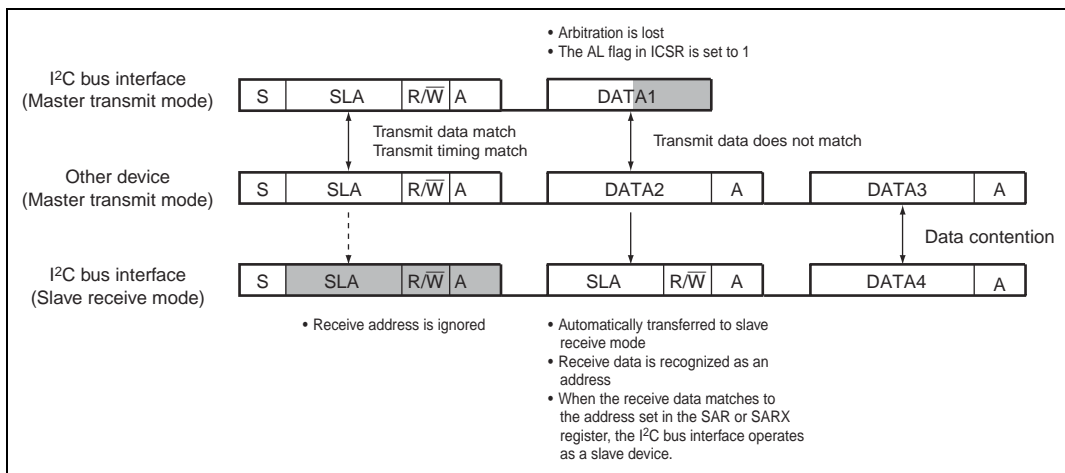 • Arbitration is lost
• The AL flag in ICSR is set to 1
I²C bus interface
(Master transmit mode)
S SLA R/W̅ A DATA1
Transmit data match
Transmit timing match
Transmit data does not match
Other device
(Master transmit mode)
S SLA R/W̅ A DATA2 A DATA3 A
Data contention
I²C bus interface
(Slave receive mode)
S SLA R/W̅ A SLA R/W̅ A DATA4 A
• Receive address is ignored
• Automatically transferred to slave
receive mode
• Receive data is recognized as an
address
• When the receive data matches to
the address set in the SAR or SARX
register, the I²C bus interface operates
as a slave device.